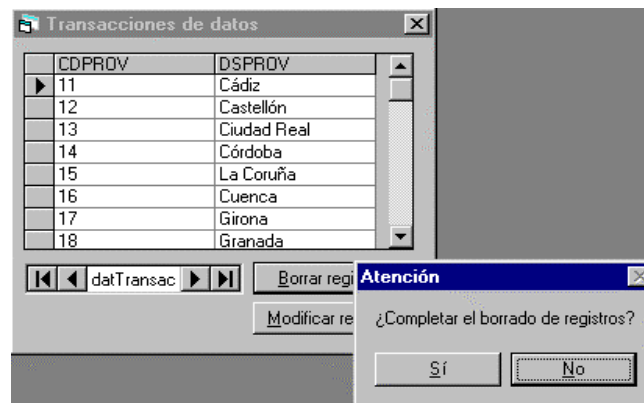 Transacciones de datos
CDPROV DSPROV
11 Cádiz
12 Castellón
13 Ciudad Real
14 Córdoba
15 La Coruña
16 Cuenca
17 Girona
18 Granada
datTransac Borrar regi
Modificar re
Atención
¿Completar el borrado de registros?
Sí No